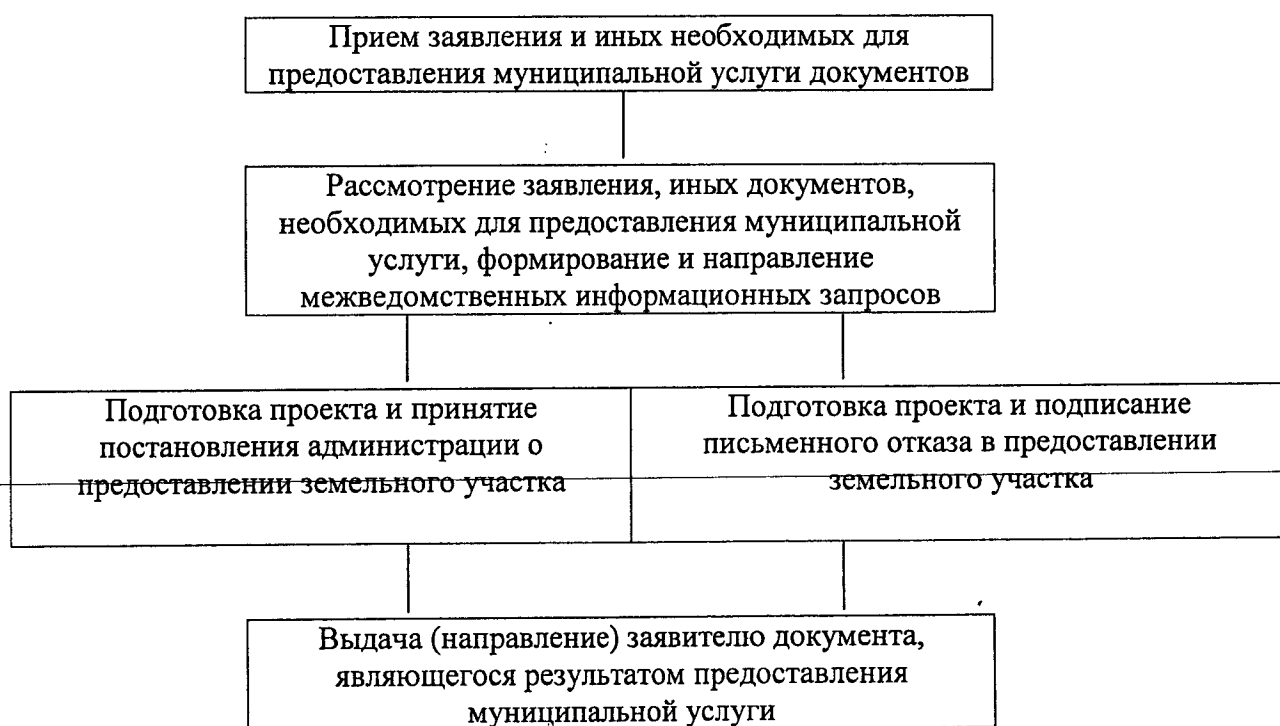 Прием заявления и иных необходимых для
предоставления муниципальной услуги документов
Рассмотрение заявления, иных документов,
необходимых для предоставления муниципальной
услуги, формирование и направление
межведомственных информационных запросов
Подготовка проекта и принятие
постановления администрации о
предоставлении земельного участка
Подготовка проекта и подписание
письменного отказа в предоставлении
земельного участка
Выдача (направление) заявителю документа,
являющегося результатом предоставления
муниципальной услуги